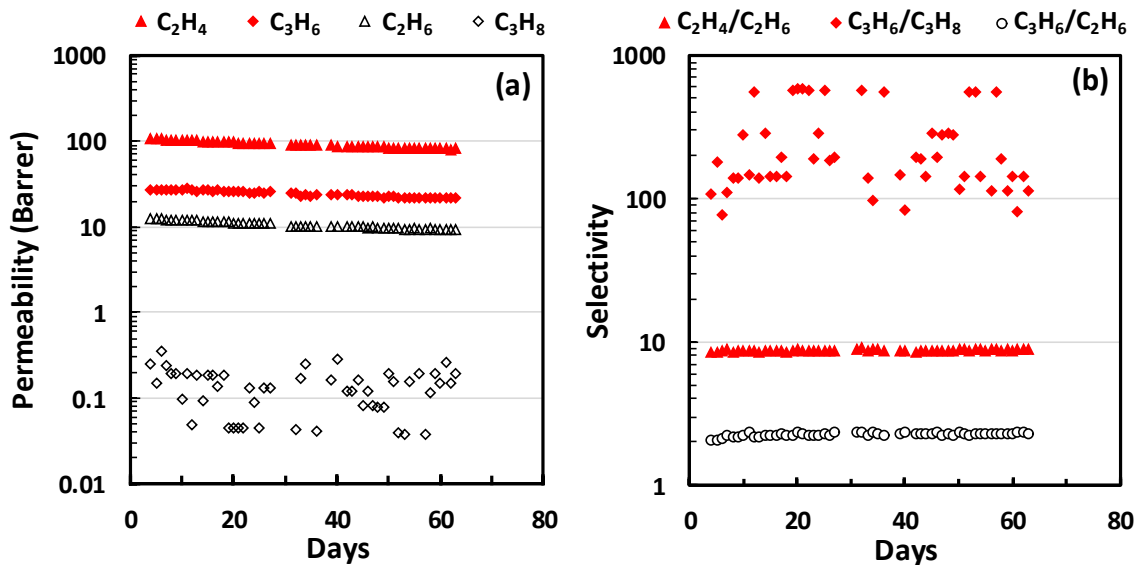 C₂H₄ C₃H₆ C₂H₆ C₃H₈
(a)
Permeability (Barrer)
1000
100
10
1
0.1
0.01
0 20 40 60 80
Days
C₂H₄/C₂H₆ C₃H₆/C₃H₈ C₃H₆/C₂H₆
(b)
Selectivity
1000
100
10
1
0 20 40 60 80
Days